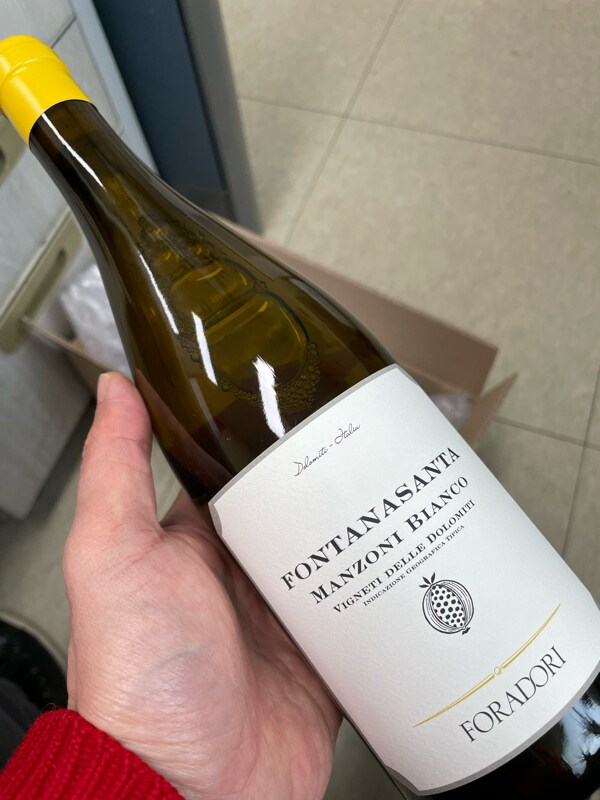 Dolomiti - Italia
FONTANASANTA
MANZONI BIANCO
VIGNETI DELLE DOLOMITI
INDICAZIONE GEOGRAFICA TIPICA
FORADORI